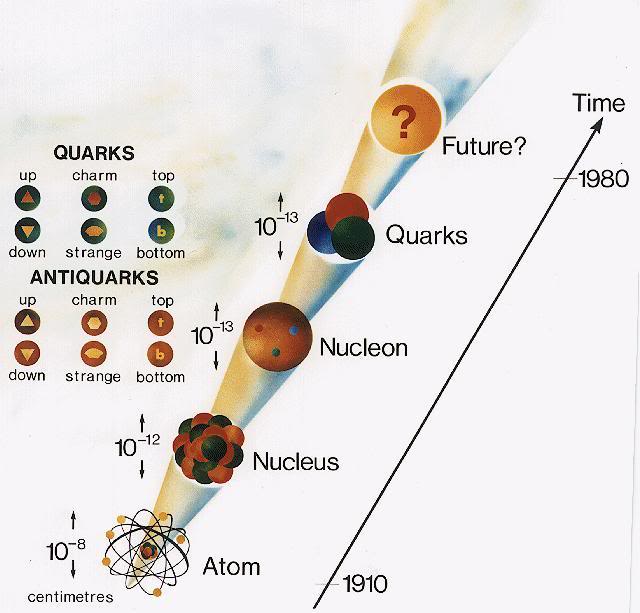 Time
?
Future?
1980
QUARKS
up charm top
t
b
down strange bottom
10⁻¹³
Quarks
ANTIQUARKS
up charm top
t
b
down strange bottom
10⁻¹³
Nucleon
10⁻¹²
Nucleus
10⁻⁸
Atom
centimetres
1910